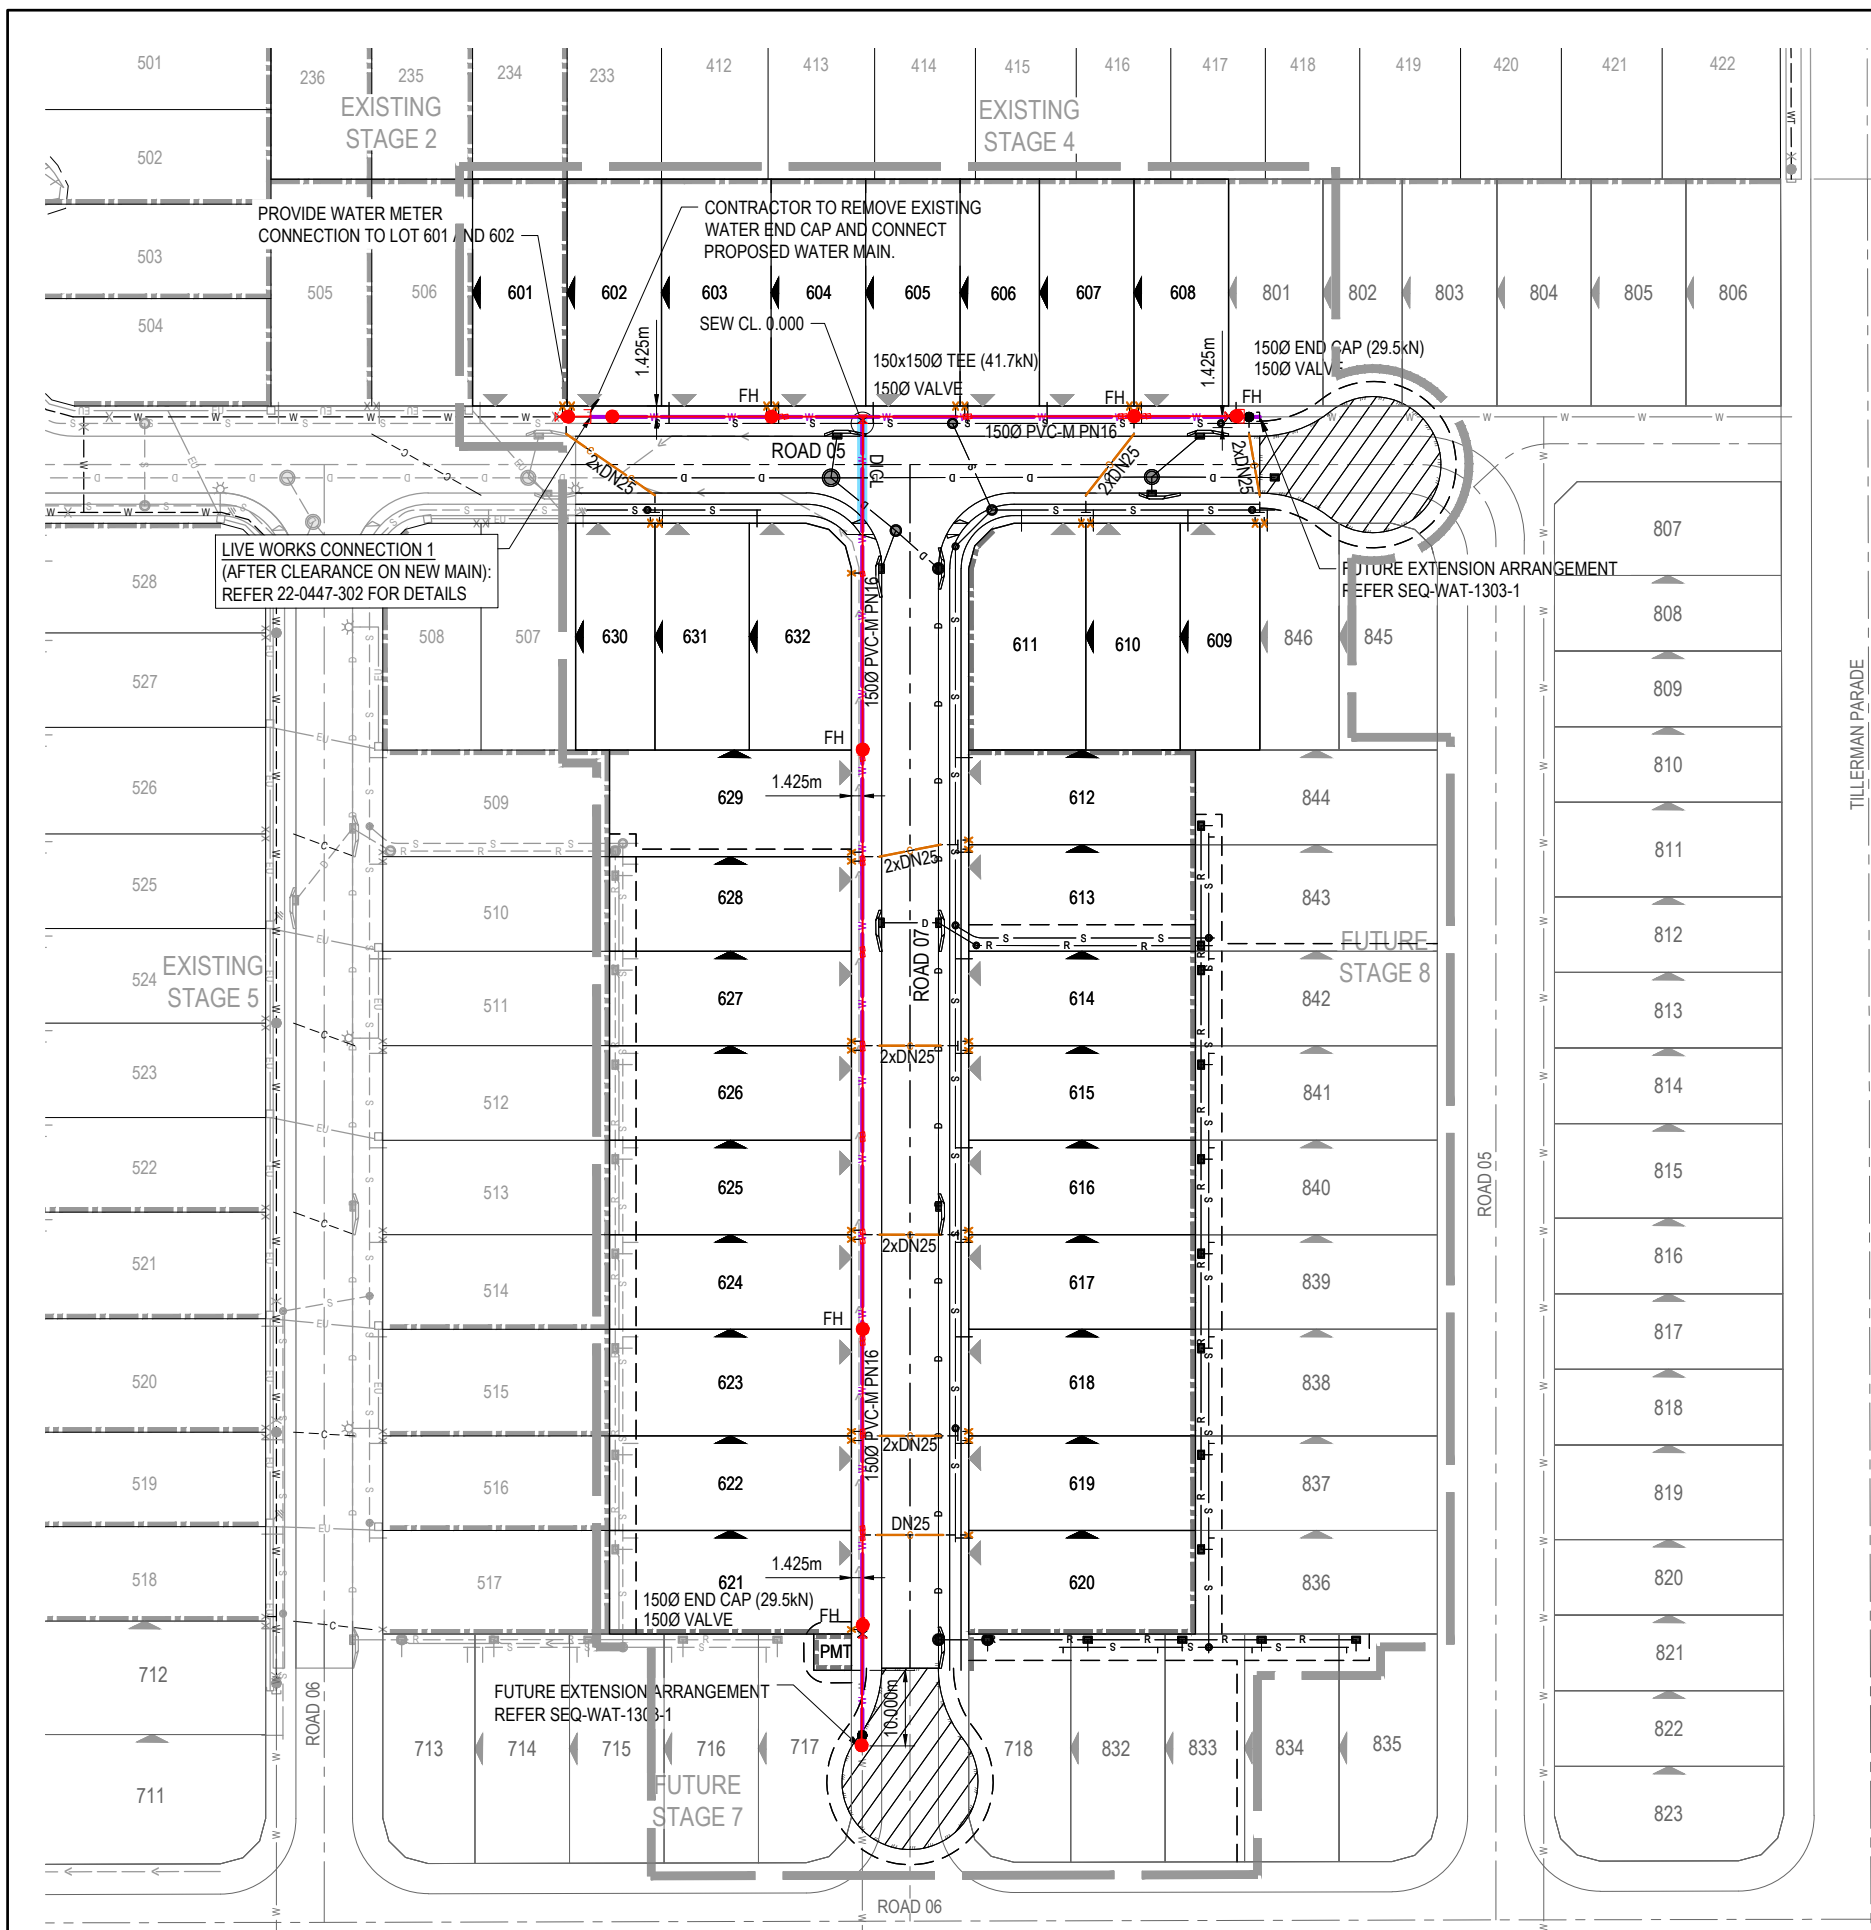 501
236
235
234
233
412
413
414
415
416
417
418
419
420
421
422
EXISTING
STAGE 2
EXISTING
STAGE 4
502
503
504
505
506
PROVIDE WATER METER
CONNECTION TO LOT 601 AND 602
CONTRACTOR TO REMOVE EXISTING
WATER END CAP AND CONNECT
PROPOSED WATER MAIN.
601
602
603
604
605
606
607
608
801
802
803
804
805
806
SEW CL. 0.000
1.425m
150x150Ø TEE (41.7kN)
150Ø VALVE
1.425m
150Ø END CAP (29.5kN)
150Ø VALVE
FH
FH
FH
150Ø PVC-M PN16
ROAD 05
DIGL
2xDN25
2xDN25
2xDN25
LIVE WORKS CONNECTION 1
(AFTER CLEARANCE ON NEW MAIN):
REFER 22-0447-302 FOR DETAILS
FUTURE EXTENSION ARRANGEMENT
REFER SEQ-WAT-1303-1
528
508
507
630
631
632
611
610
609
846
845
807
808
809
810
811
812
813
814
815
816
817
818
819
820
821
822
823
TILLERMAN PARADE
150Ø PVC-M PN16
527
526
525
524
523
522
521
520
519
518
712
711
EXISTING
STAGE 5
509
510
511
512
513
514
515
516
517
FH
1.425m
629
628
627
626
625
624
623
622
621
2xDN25
ROAD 07
2xDN25
2xDN25
FH
150Ø PVC-M PN16
2xDN25
DN25
1.425m
612
613
614
615
616
617
618
619
620
844
843
FUTURE
STAGE 8
842
841
840
839
838
837
836
ROAD 05
150Ø END CAP (29.5kN)
150Ø VALVE
FH
PMT
FUTURE EXTENSION ARRANGEMENT
REFER SEQ-WAT-1303-1
10.000m
ROAD 06
713
714
715
716
717
718
832
833
834
835
FUTURE
STAGE 7
ROAD 06